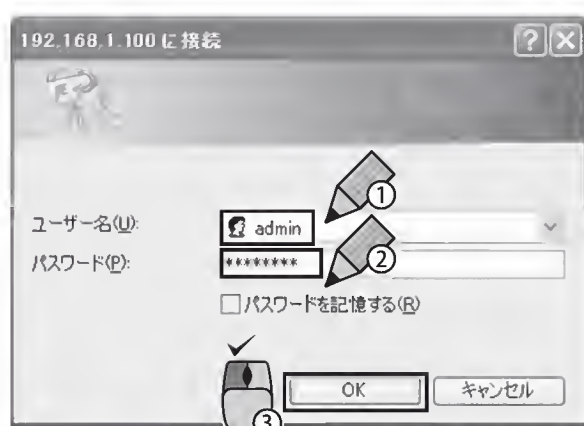 192.168.1.100 に接続
ユーザー名(U):
admin
①
パスワード(P):
********
②
パスワードを記憶する(R)
OK
キャンセル
③